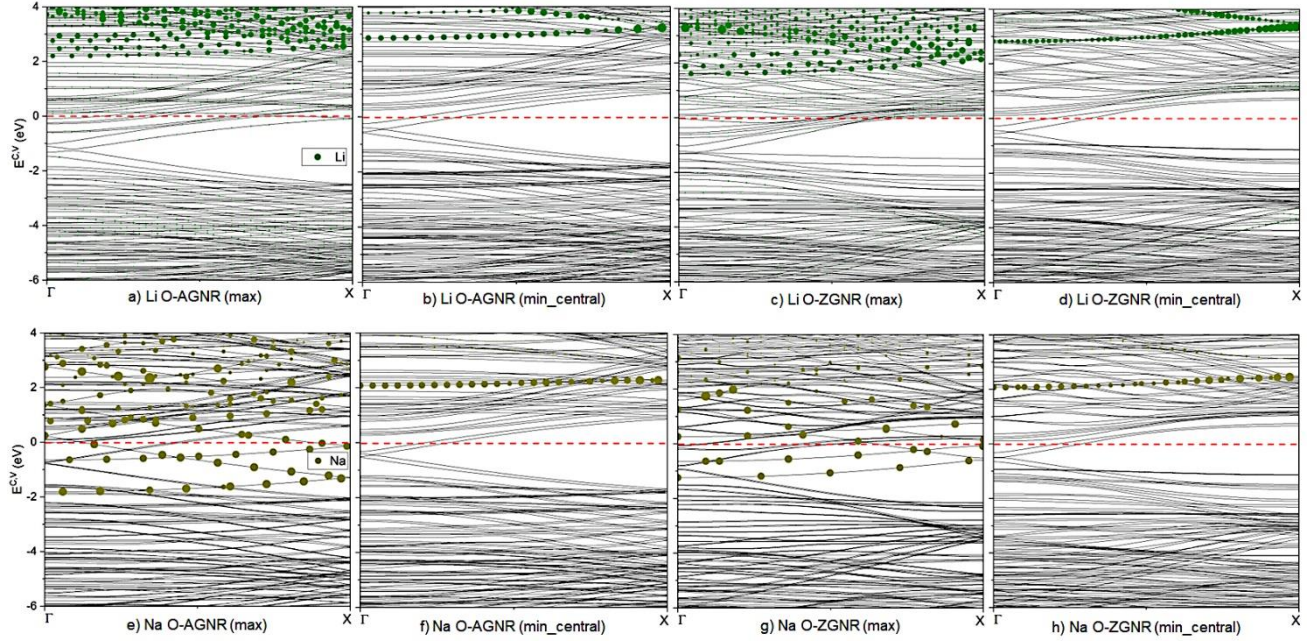 4
2
0
-2
-4
-6
E^C,V (eV)
Li
Γ
X
Γ
X
Γ
X
Γ
X
a) Li O-AGNR (max)
b) Li O-AGNR (min_central)
c) Li O-ZGNR (max)
d) Li O-ZGNR (min_central)
4
2
0
-2
-4
-6
E^C,V (eV)
Na
Γ
X
Γ
X
Γ
X
Γ
X
e) Na O-AGNR (max)
f) Na O-AGNR (min_central)
g) Na O-ZGNR (max)
h) Na O-ZGNR (min_central)